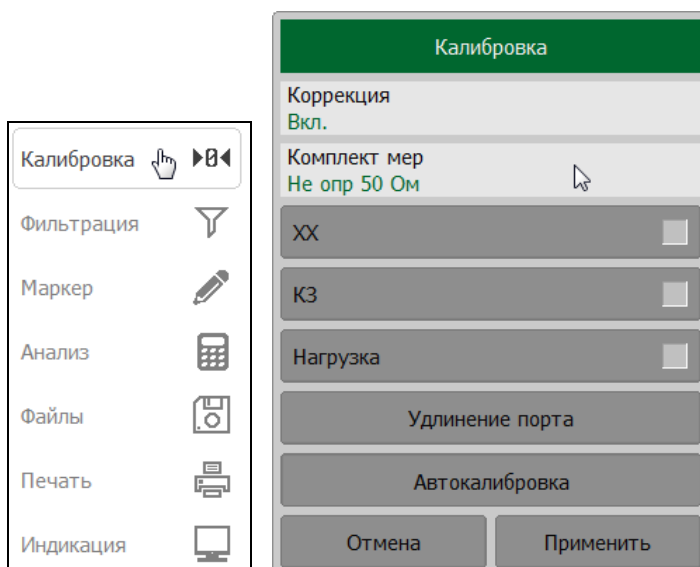 Калибровка
Фильтрация
Маркер
Анализ
Файлы
Печать
Индикация
Калибровка
Коррекция
Вкл.
Комплект мер
Не опр 50 Ом
ХХ
КЗ
Нагрузка
Удлинение порта
Автокалибровка
Отмена
Применить